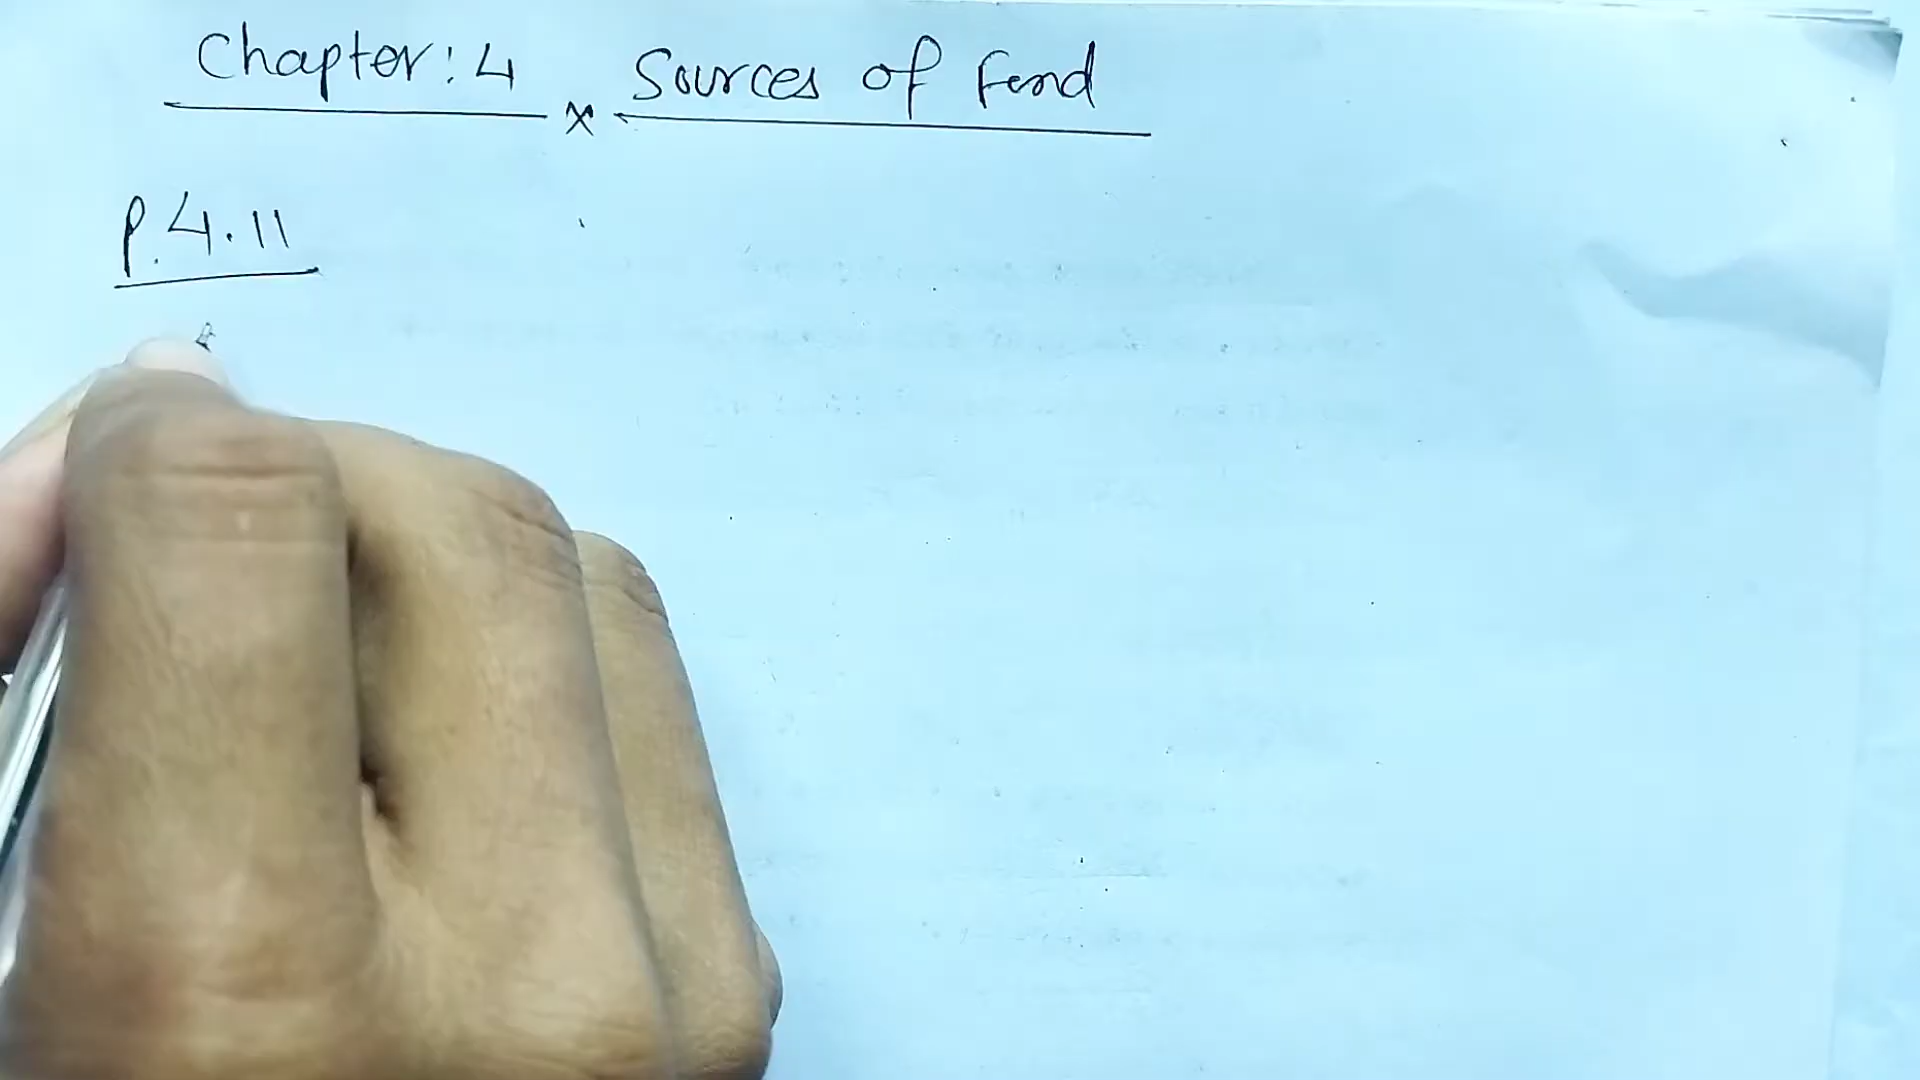 Chapter: 4 × Sources of Fund
P. 4.11